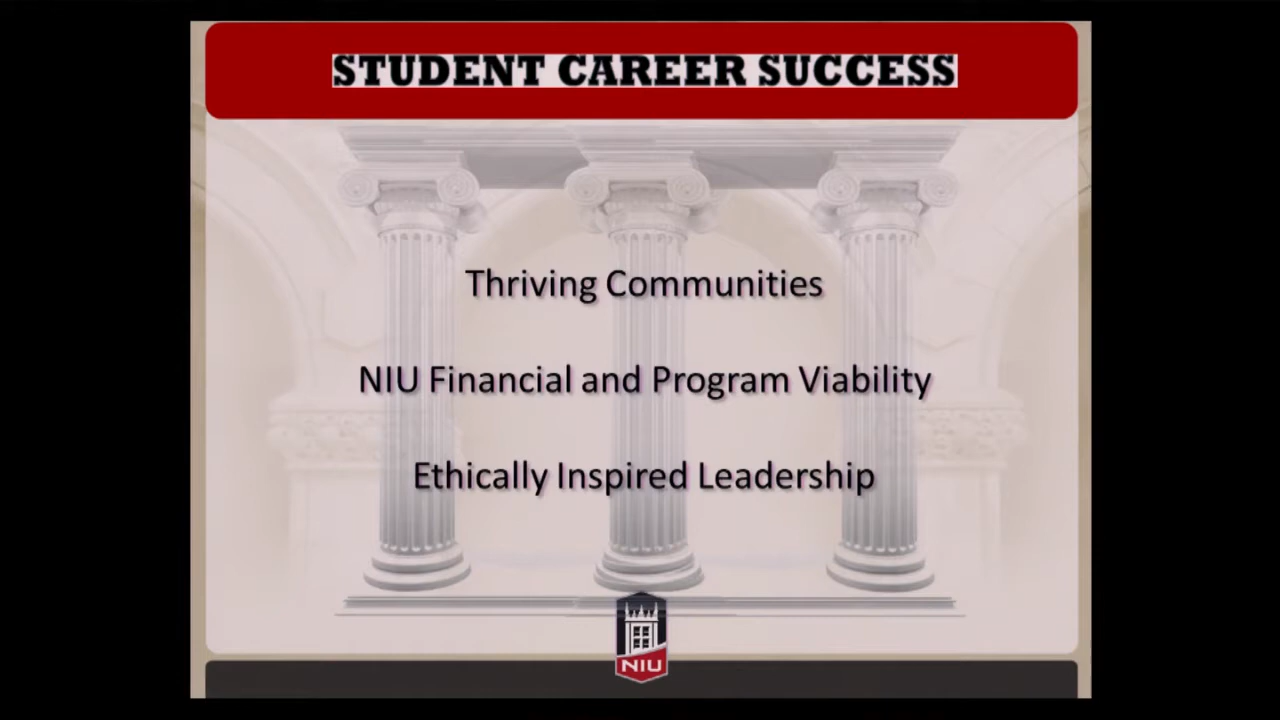 STUDENT CAREER SUCCESS
Thriving Communities
NIU Financial and Program Viability
Ethically Inspired Leadership
NIU